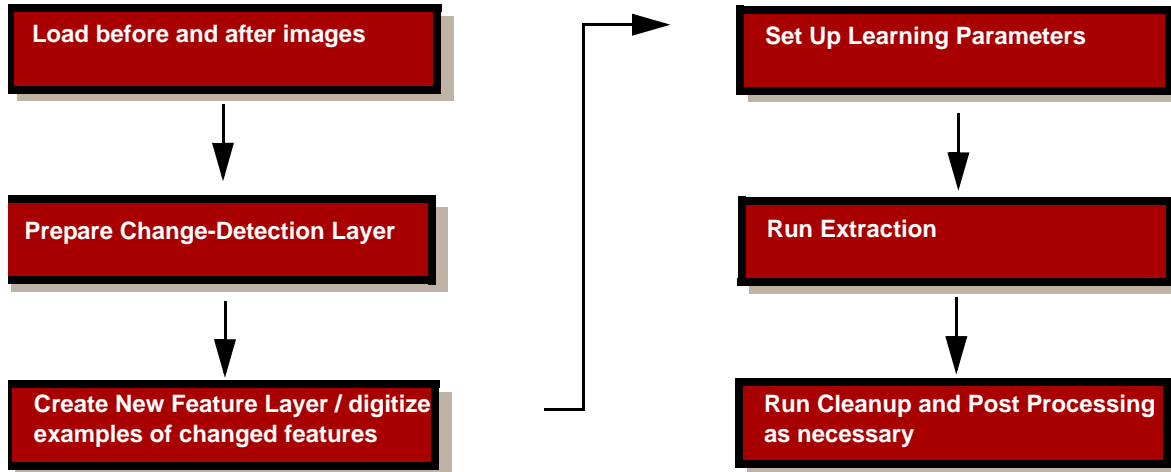 Load before and after images
Prepare Change-Detection Layer
Create New Feature Layer / digitize
examples of changed features
Set Up Learning Parameters
Run Extraction
Run Cleanup and Post Processing
as necessary